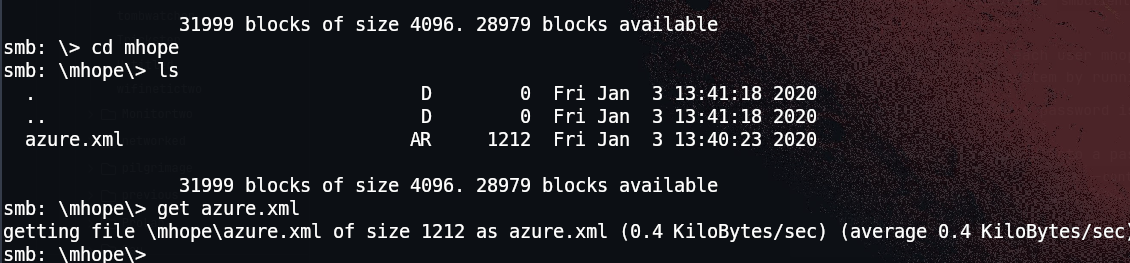 31999 blocks of size 4096. 28979 blocks available
smb: \> cd mhope
smb: \mhope\> ls
. D 0 Fri Jan 3 13:41:18 2020
.. D 0 Fri Jan 3 13:41:18 2020
azure.xml AR 1212 Fri Jan 3 13:40:23 2020
31999 blocks of size 4096. 28979 blocks available
smb: \mhope\> get azure.xml
getting file \mhope\azure.xml of size 1212 as azure.xml (0.4 KiloBytes/sec) (average 0.4 KiloBytes/sec)
smb: \mhope\>